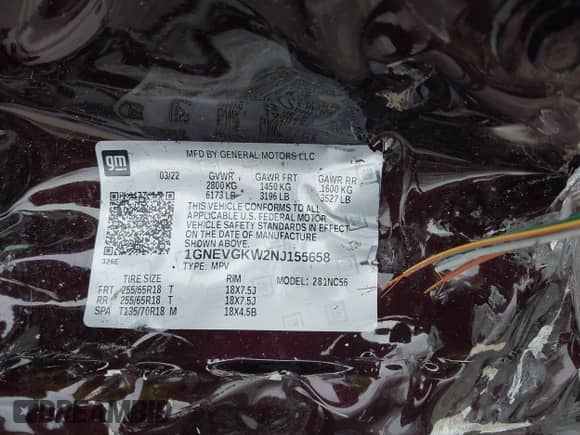 gm
MFD BY GENERAL MOTORS LLC
03/22 GVWR GAWR FRT GAWR RR
2800 KG 1450 KG 1600 KG
6173 LB 3196 LB 3527 LB
THIS VEHICLE CONFORMS TO ALL
APPLICABLE U.S. FEDERAL MOTOR
VEHICLE SAFETY STANDARDS IN EFFECT
ON THE DATE OF MANUFACTURE
SHOWN ABOVE.
326E
1GNEVGKW2NJ155658
TYPE: MPV
TIRE SIZE RIM MODEL: 281NC56
FRT 255/65R18 T 18X7.5J
RR 255/65R18 T 18X7.5J
SPA T135/70R18 M 18X4.5B
DREAMBID